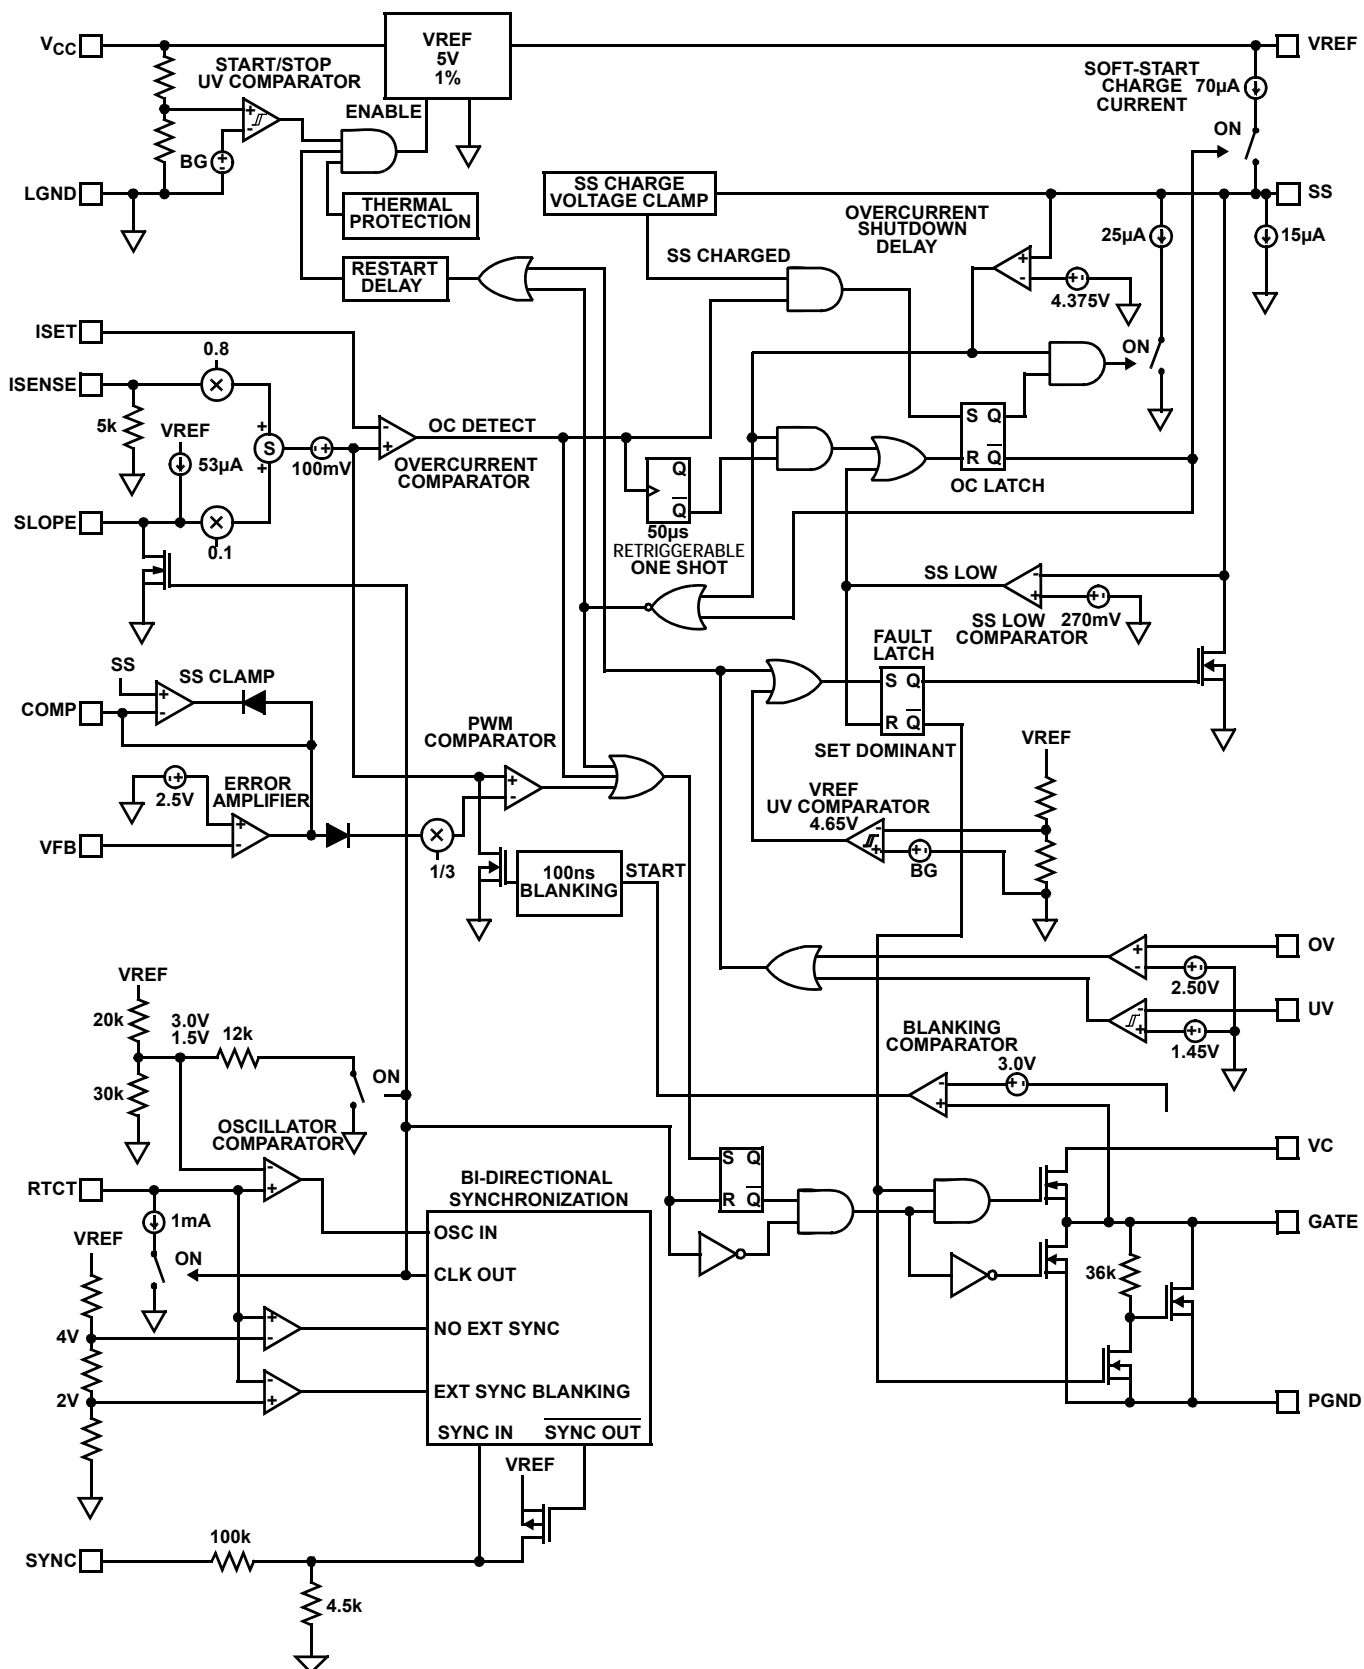 VCC
VREF
5V
1%
VREF
START/STOP
UV COMPARATOR
ENABLE
SOFT-START
CHARGE
CURRENT
70µA
ON
BG
LGND
THERMAL
PROTECTION
SS CHARGE
VOLTAGE CLAMP
SS
OVERCURRENT
SHUTDOWN
DELAY
25µA
15µA
RESTART
DELAY
SS CHARGED
4.375V
ISET
0.8
ON
ISENSE
5k
VREF
53µA
+
S
+
100mV
OC DETECT
OVERCURRENT
COMPARATOR
S Q
R Q
OC LATCH
Q
Q
50µs
RETRIGGERABLE
ONE SHOT
SLOPE
0.1
SS LOW
SS LOW
COMPARATOR
270mV
FAULT
LATCH
S Q
R Q
SET DOMINANT
SS
SS CLAMP
COMP
PWM
COMPARATOR
VREF
2.5V
ERROR
AMPLIFIER
VREF
UV COMPARATOR
4.65V
VFB
1/3
BG
100ns
BLANKING
START
OV
2.50V
UV
1.45V
VREF
20k
3.0V
1.5V
12k
30k
ON
BLANKING
COMPARATOR
3.0V
OSCILLATOR
COMPARATOR
VC
S Q
R Q
RTCT
BI-DIRECTIONAL
SYNCHRONIZATION
1mA
OSC IN
GATE
VREF
ON
CLK OUT
36k
4V
NO EXT SYNC
2V
EXT SYNC BLANKING
PGND
SYNC IN
SYNC OUT
VREF
100k
SYNC
4.5k